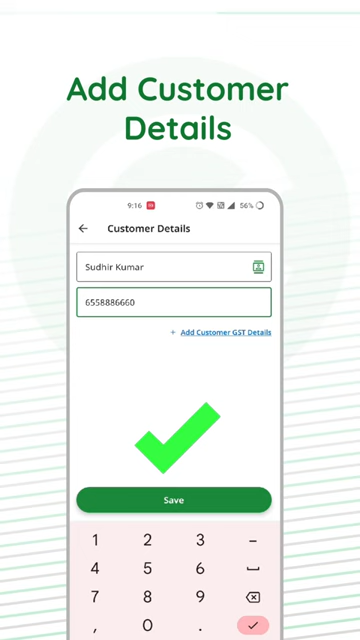 Add Customer
Details
9:16 56%
Customer Details
Sudhir Kumar
6558886660
+ Add Customer GST Details
Save
1 2 3 –
4 5 6
7 8 9
, 0 .